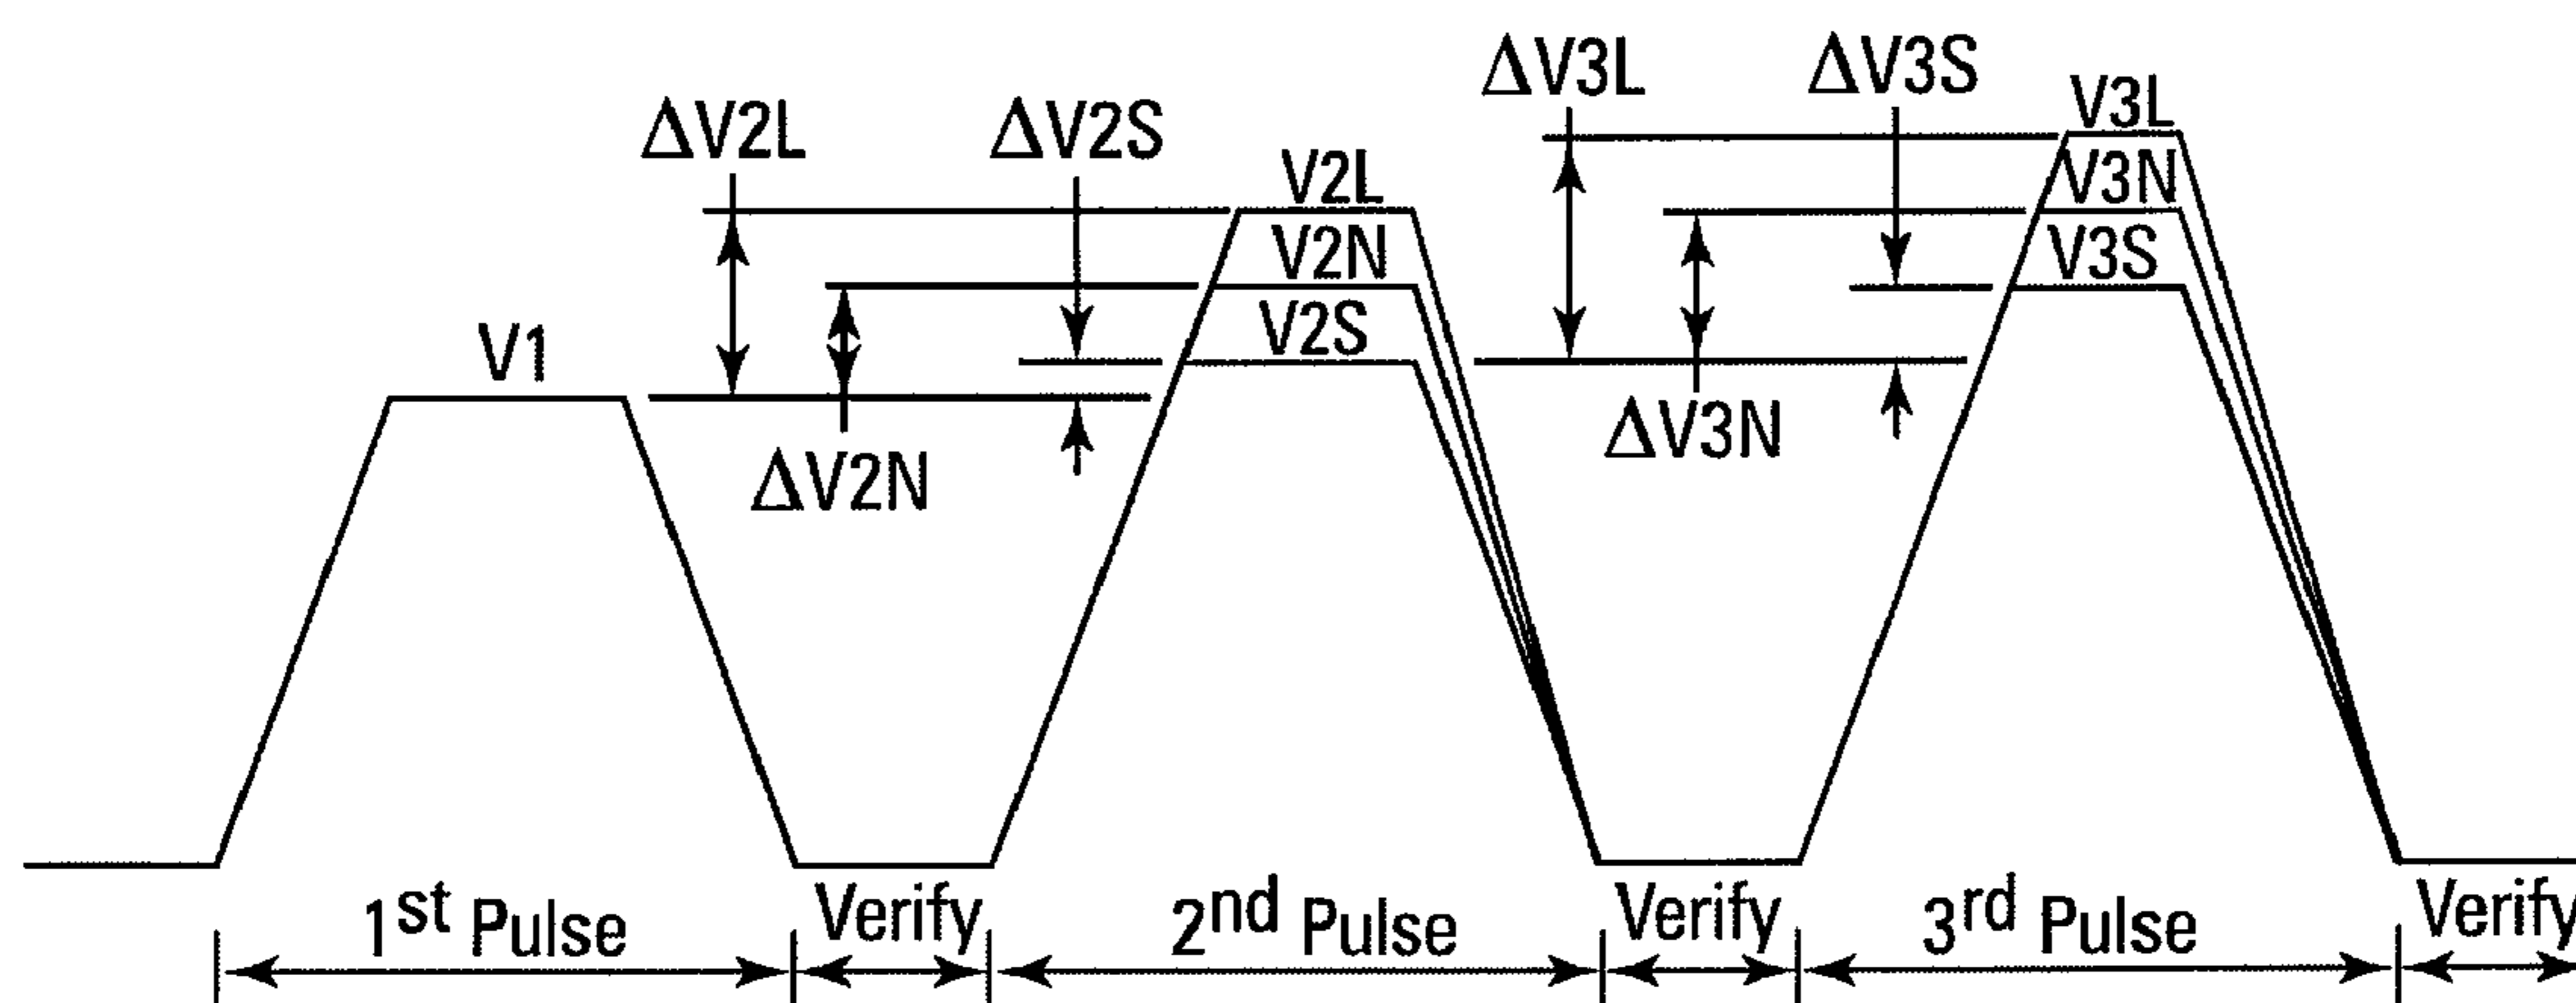 ΔV3L
ΔV3S
V3L
ΔV2L
ΔV2S
V2L
V3N
V2N
V3S
V2S
V1
ΔV3N
ΔV2N
1st Pulse
Verify
2nd Pulse
Verify
3rd Pulse
Verify